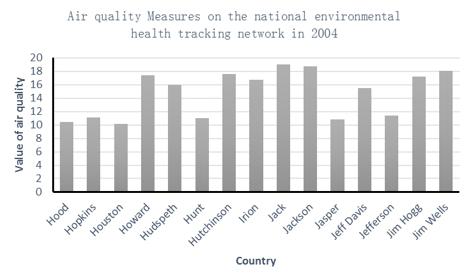 Air quality Measures on the national environmental
health tracking network in 2004
Value of air quality
20
18
16
14
12
10
8
6
4
2
0
Hood
Hopkins
Houston
Howard
Hudspeth
Hunt
Hutchinson
Irion
Jack
Jackson
Jasper
Jeff Davis
Jefferson
Jim Hogg
Jim Wells
Country